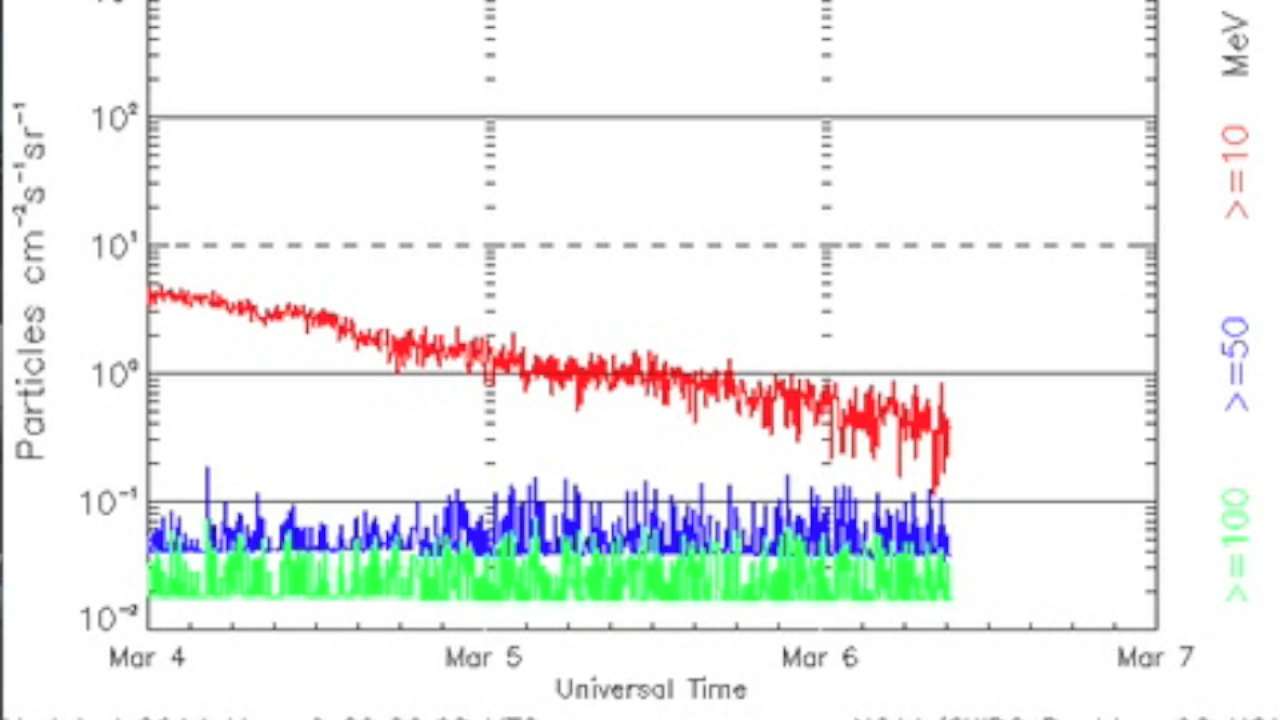 Particles cm⁻²s⁻¹sr⁻¹
10²
10¹
10⁰
10⁻¹
10⁻²
Mar 4 Mar 5 Mar 6 Mar 7
Universal Time
MeV
>=10
>=50
>=100